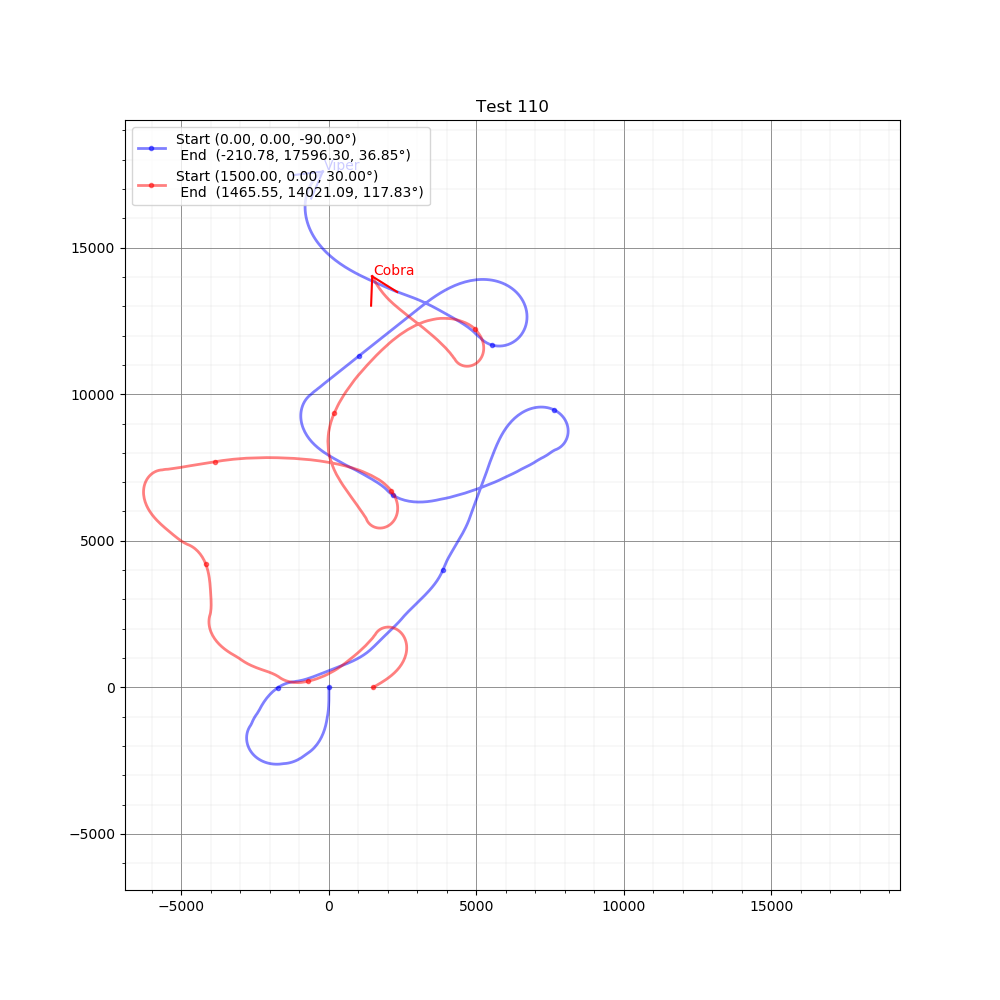 Test 110
Start (0.00, 0.00, -90.00°)
End (-210.78, 17596.30, 36.85°)
Viper
Start (1500.00, 0.00, 30.00°)
End (1465.55, 14021.09, 117.83°)
Cobra
15000
10000
5000
0
−5000
−5000 0 5000 10000 15000